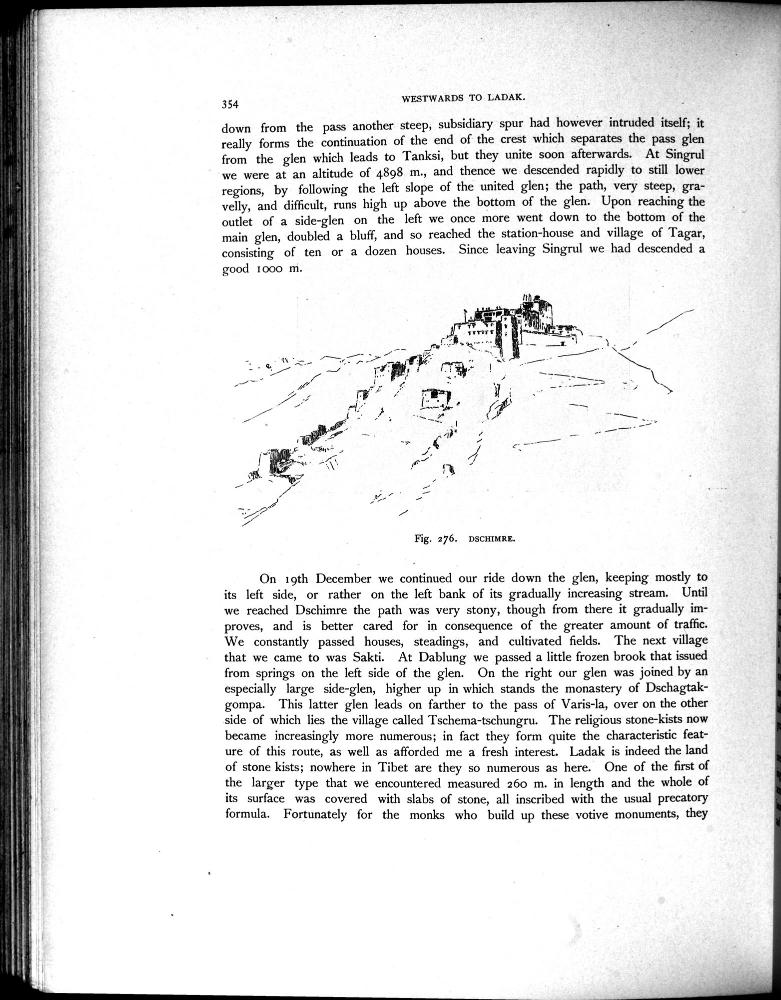 354
WESTWARDS TO LADAK.
down from the pass another steep, subsidiary spur had however intruded itself; it
really forms the continuation of the end of the crest which separates the pass glen
from the glen which leads to Tanksi, but they unite soon afterwards. At Singrul
we were at an altitude of 4898 m., and thence we descended rapidly to still lower
regions, by following the left slope of the united glen; the path, very steep, gra-
velly, and difficult, runs high up above the bottom of the glen. Upon reaching the
outlet of a side-glen on the left we once more went down to the bottom of the
main glen, doubled a bluff, and so reached the station-house and village of Tagar,
consisting of ten or a dozen houses. Since leaving Singrul we had descended a
good 1000 m.
Fig. 276. DSCHIMRE.
On 19th December we continued our ride down the glen, keeping mostly to
its left side, or rather on the left bank of its gradually increasing stream. Until
we reached Dschimre the path was very stony, though from there it gradually im-
proves, and is better cared for in consequence of the greater amount of traffic.
We constantly passed houses, steadings, and cultivated fields. The next village
that we came to was Sakti. At Dablung we passed a little frozen brook that issued
from springs on the left side of the glen. On the right our glen was joined by an
especially large side-glen, higher up in which stands the monastery of Dschagtak-
gompa. This latter glen leads on farther to the pass of Varis-la, over on the other
side of which lies the village called Tschema-tschungru. The religious stone-kists now
became increasingly more numerous; in fact they form quite the characteristic feat-
ure of this route, as well as afforded me a fresh interest. Ladak is indeed the land
of stone kists; nowhere in Tibet are they so numerous as here. One of the first of
the larger type that we encountered measured 260 m. in length and the whole of
its surface was covered with slabs of stone, all inscribed with the usual precatory
formula. Fortunately for the monks who build up these votive monuments, they